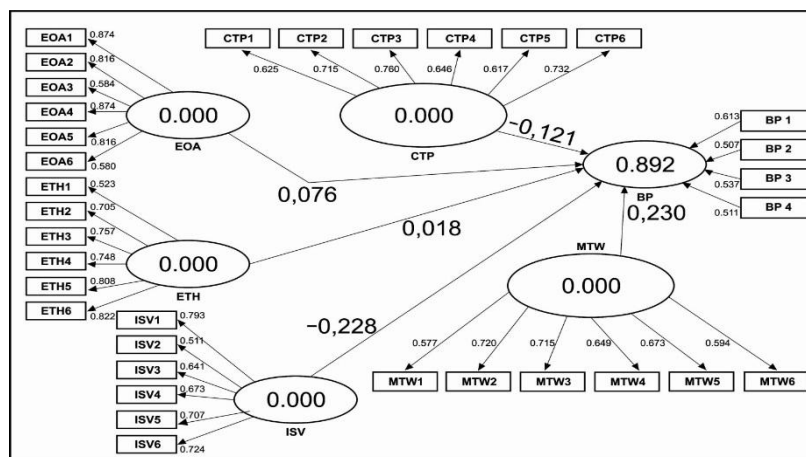 EOA1
0.874
EOA2
0.816
EOA3
0.584
EOA4
0.874
EOA5
0.816
EOA6
0.580
0.000
EOA
CTP1
CTP2
CTP3
CTP4
CTP5
CTP6
0.625
0.715
0.760
0.646
0.617
0.732
0.000
CTP
−0,121
0.613
BP 1
0.507
BP 2
0.537
BP 3
0.511
BP 4
0.892
BP
0,076
0,018
0,230
ETH1
0.523
ETH2
0.705
ETH3
0.757
ETH4
0.748
ETH5
0.808
ETH6
0.822
0.000
ETH
MTW
0.000
0.577
0.720
0.715
0.649
0.673
0.594
MTW1
MTW2
MTW3
MTW4
MTW5
MTW6
−0,228
ISV1
0.793
ISV2
0.511
ISV3
0.641
ISV4
0.673
ISV5
0.707
ISV6
0.724
0.000
ISV